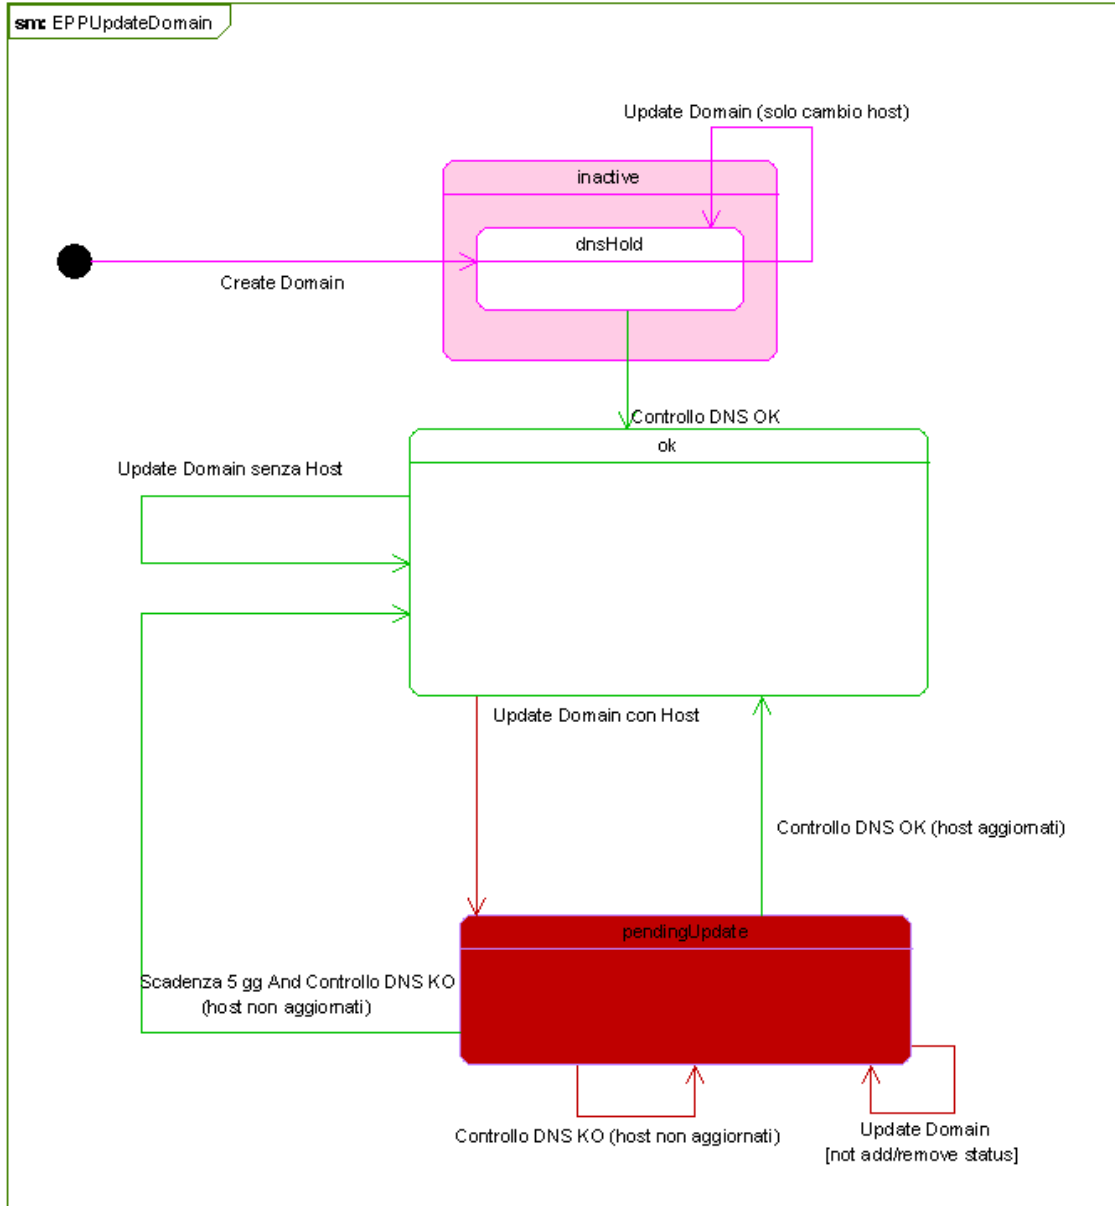 sm: EPPUpdateDomain
Update Domain (solo cambio host)
inactive
dnsHold
Create Domain
Controllo DNS OK
ok
Update Domain senza Host
Update Domain con Host
Controllo DNS OK (host aggiornati)
pendingUpdate
Scadenza 5 gg And Controllo DNS KO
(host non aggiornati)
Controllo DNS KO (host non aggiornati)
Update Domain
[not add/remove status]